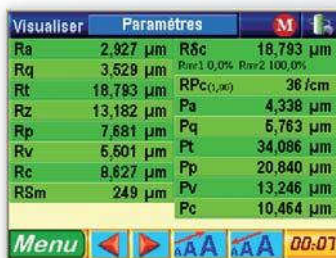 Visualiser Paramétres M
Ra 2,927 µm
Rq 3,529 µm
Rt 18,793 µm
Rz 13,182 µm
Rp 7,681 µm
Rv 5,501 µm
Rc 8,627 µm
RSm 249 µm
Rδc 18,793 µm
Rmr1 0,0% Rmr2 100,0%
RPc(1,00) 36 /cm
Pa 4,338 µm
Pq 5,763 µm
Pt 34,086 µm
Pp 20,840 µm
Pv 13,246 µm
Pc 10,464 µm
Menu AAA AAA 00:07